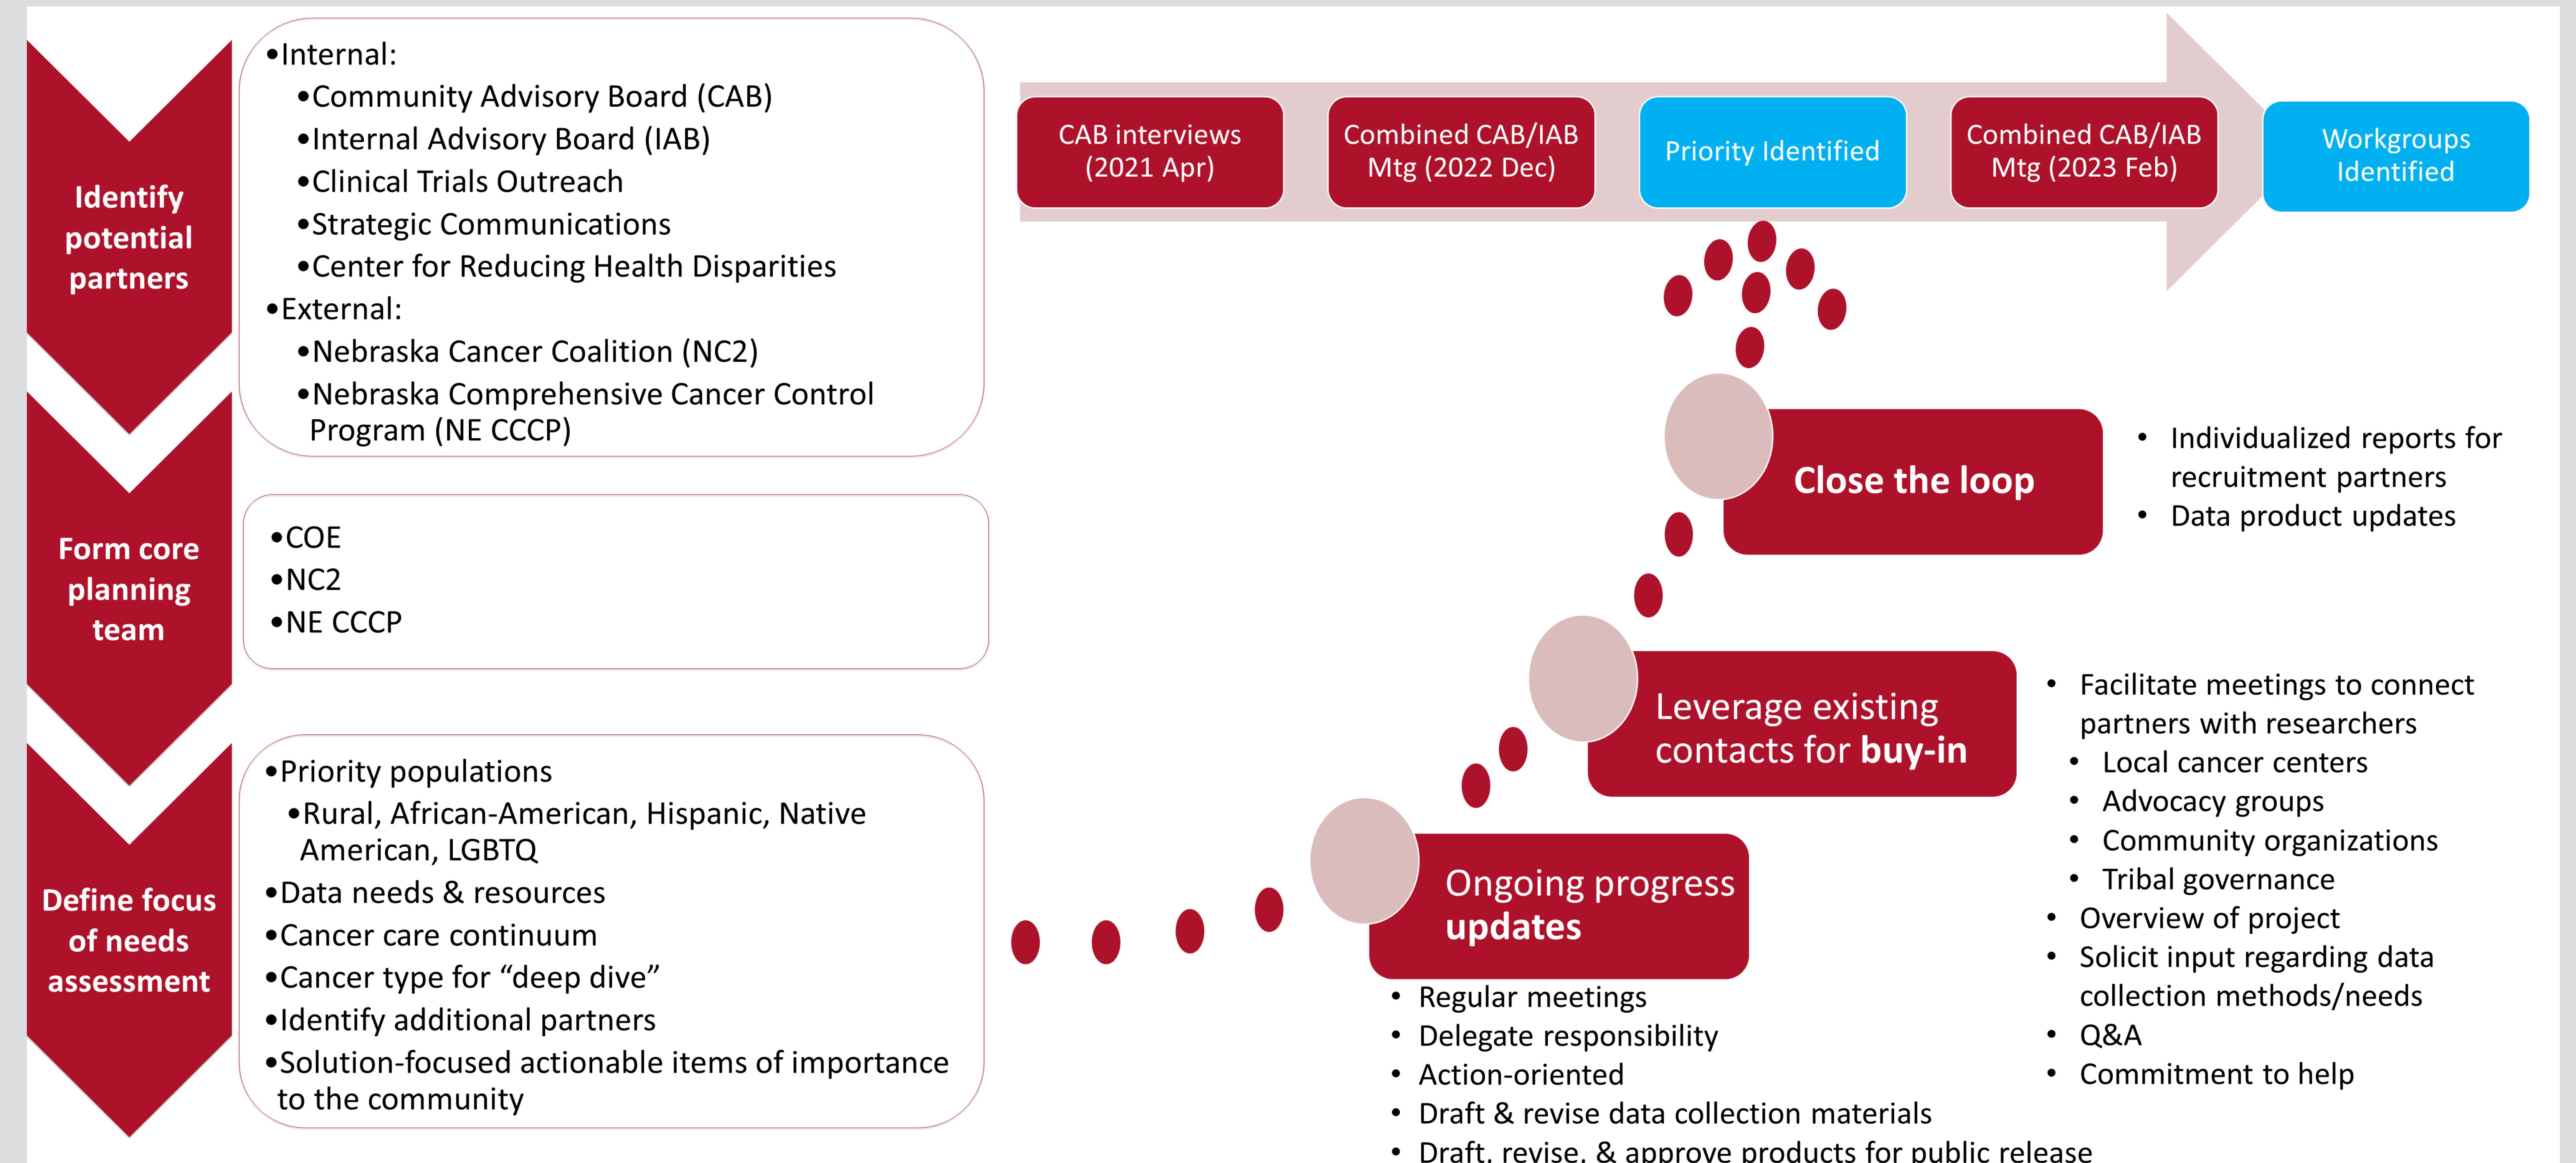 Identify
potential
partners
•Internal:
•Community Advisory Board (CAB)
•Internal Advisory Board (IAB)
•Clinical Trials Outreach
•Strategic Communications
•Center for Reducing Health Disparities
•External:
•Nebraska Cancer Coalition (NC2)
•Nebraska Comprehensive Cancer Control
Program (NE CCCP)
Form core
planning
team
•COE
•NC2
•NE CCCP
Define focus
of needs
assessment
•Priority populations
•Rural, African-American, Hispanic, Native
American, LGBTQ
•Data needs & resources
•Cancer care continuum
•Cancer type for “deep dive”
•Identify additional partners
•Solution-focused actionable items of importance
to the community
CAB interviews
(2021 Apr)
Combined CAB/IAB
Mtg (2022 Dec)
Priority Identified
Combined CAB/IAB
Mtg (2023 Feb)
Workgroups
Identified
Close the loop
• Individualized reports for
recruitment partners
• Data product updates
Leverage existing
contacts for buy-in
• Facilitate meetings to connect
partners with researchers
• Local cancer centers
• Advocacy groups
• Community organizations
• Tribal governance
• Overview of project
• Solicit input regarding data
collection methods/needs
• Q&A
• Commitment to help
Ongoing progress
updates
• Regular meetings
• Delegate responsibility
• Action-oriented
• Draft & revise data collection materials
• Draft, revise, & approve products for public release